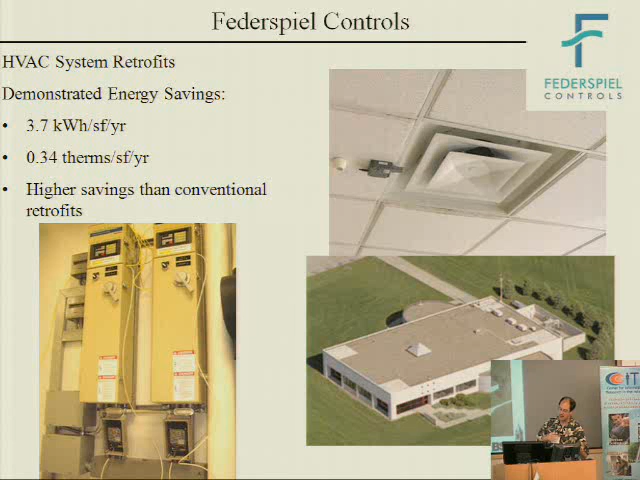 Federspiel Controls
HVAC System Retrofits
Demonstrated Energy Savings:
• 3.7 kWh/sf/yr
• 0.34 therms/sf/yr
• Higher savings than conventional
retrofits
FEDERSPIEL
CONTROLS